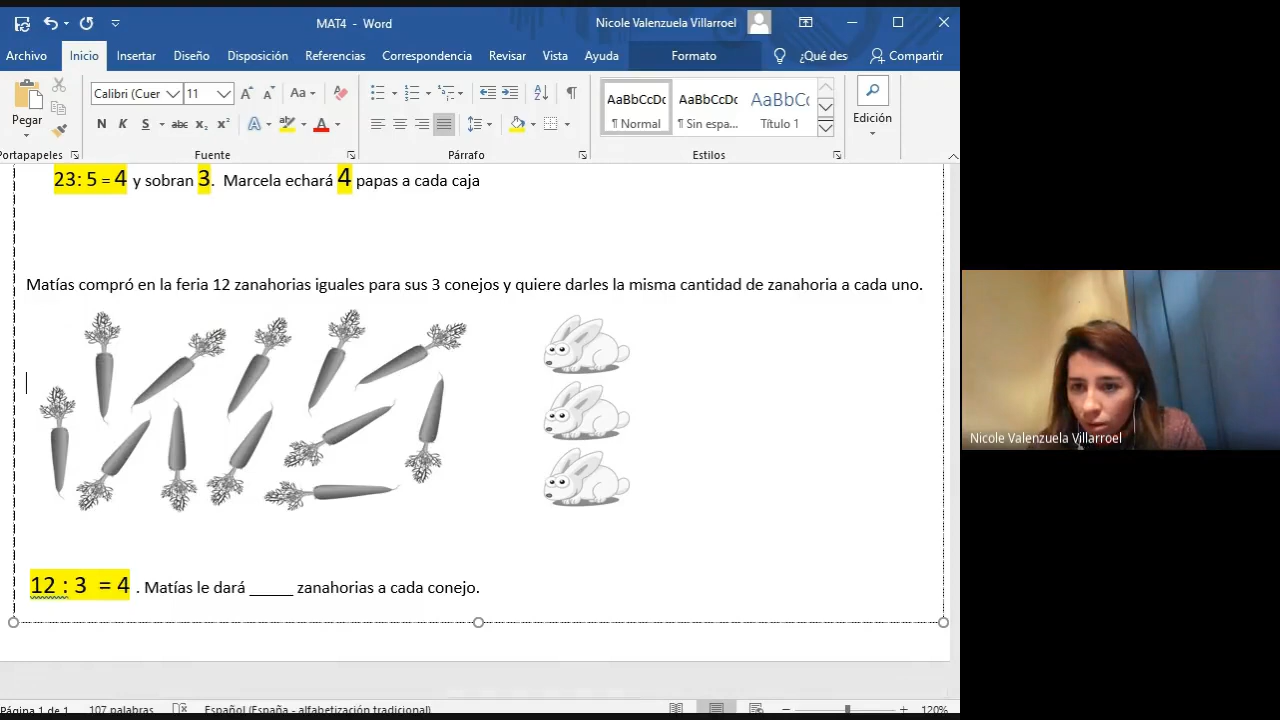 MAT4 - Word
Nicole Valenzuela Villarroel
Archivo Inicio Insertar Diseño Disposición Referencias Correspondencia Revisar Vista Ayuda Formato ¿Qué des Compartir
Pegar
Calibri (Cuer 11 Aa
N K S abc x₂ x² A aby A
AaBbCcDc AaBbCcDc AaBbCc
¶ Normal ¶ Sin espa... Título 1
Edición
Portapapeles Fuente Párrafo Estilos
23: 5 = 4 y sobran 3. Marcela echará 4 papas a cada caja
Matías compró en la feria 12 zanahorias iguales para sus 3 conejos y quiere darles la misma cantidad de zanahoria a cada uno.
12 : 3 = 4 . Matías le dará _____ zanahorias a cada conejo.
Nicole Valenzuela Villarroel
Página 1 de 1 107 palabras Español (España - alfabetización tradicional) 120%